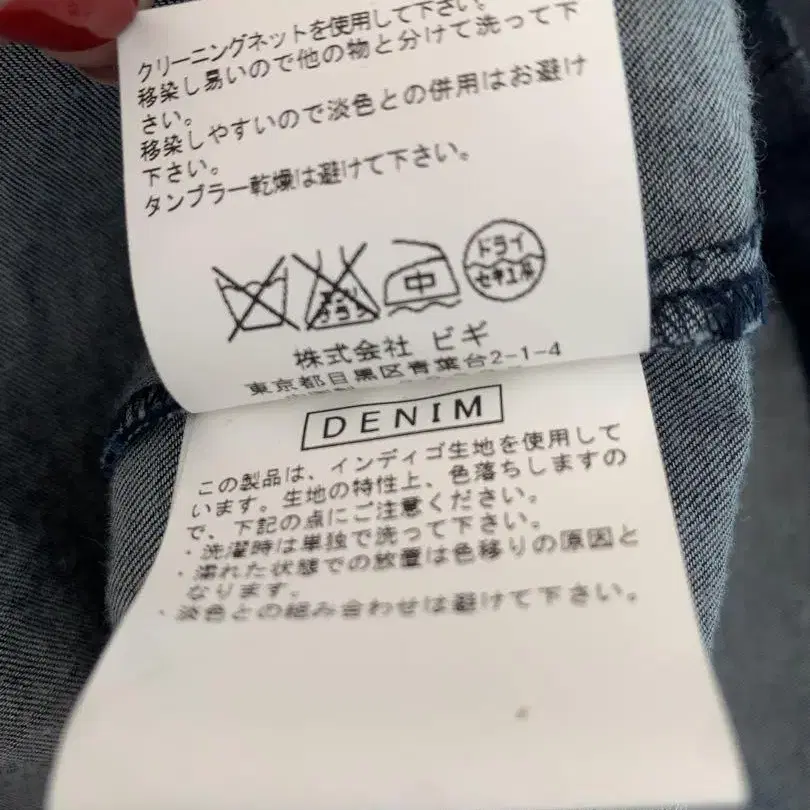 クリーニングネットを使用して下さい。
移染し易いので他の物と分けて洗って下
さい。
移染しやすいので淡色との併用はお避け
下さい。
タンブラー乾燥は避けて下さい。
エンソ
サラシ
中
ドライ
セキユ系
株式会社 ビギ
東京都目黒区青葉台2-1-4
DENIM
この製品は、インディゴ生地を使用して
います。生地の特性上、色落ちしますの
で、下記の点にご注意ください。
・洗濯時は単独で洗って下さい。
・濡れた状態での放置は色移りの原因と
なります。
・淡色との組み合わせは避けて下さい。